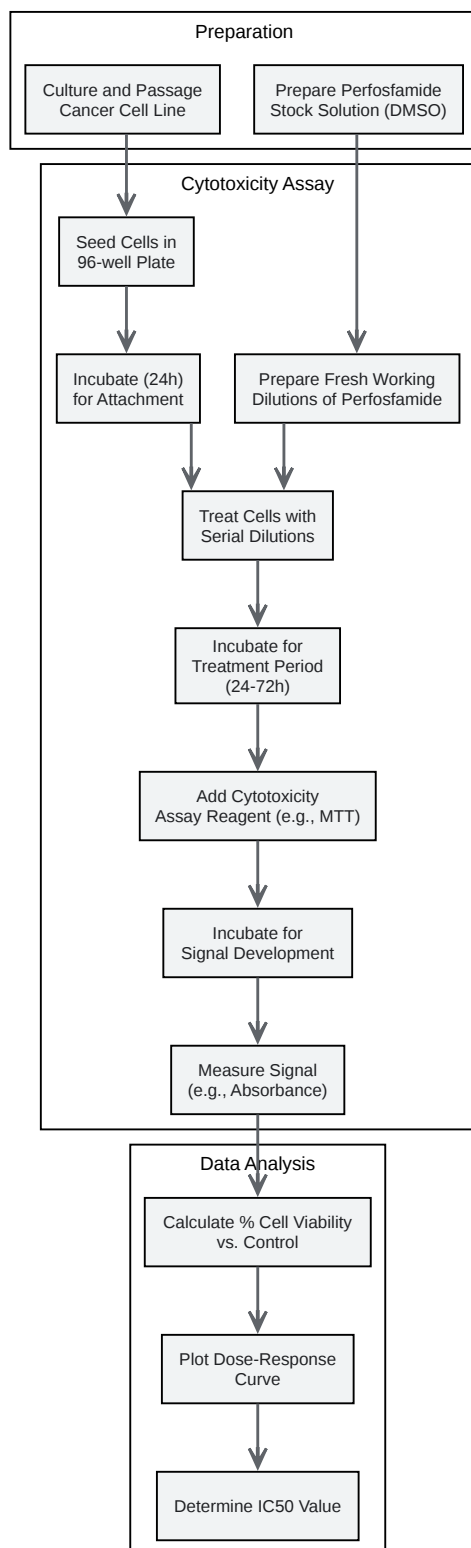 Preparation
Culture and Passage
Cancer Cell Line
Prepare Perfosfamide
Stock Solution (DMSO)
Cytotoxicity Assay
Seed Cells in
96-well Plate
Incubate (24h)
for Attachment
Prepare Fresh Working
Dilutions of Perfosfamide
Treat Cells with
Serial Dilutions
Incubate for
Treatment Period
(24-72h)
Add Cytotoxicity
Assay Reagent (e.g., MTT)
Incubate for
Signal Development
Measure Signal
(e.g., Absorbance)
Data Analysis
Calculate % Cell Viability
vs. Control
Plot Dose-Response
Curve
Determine IC50 Value